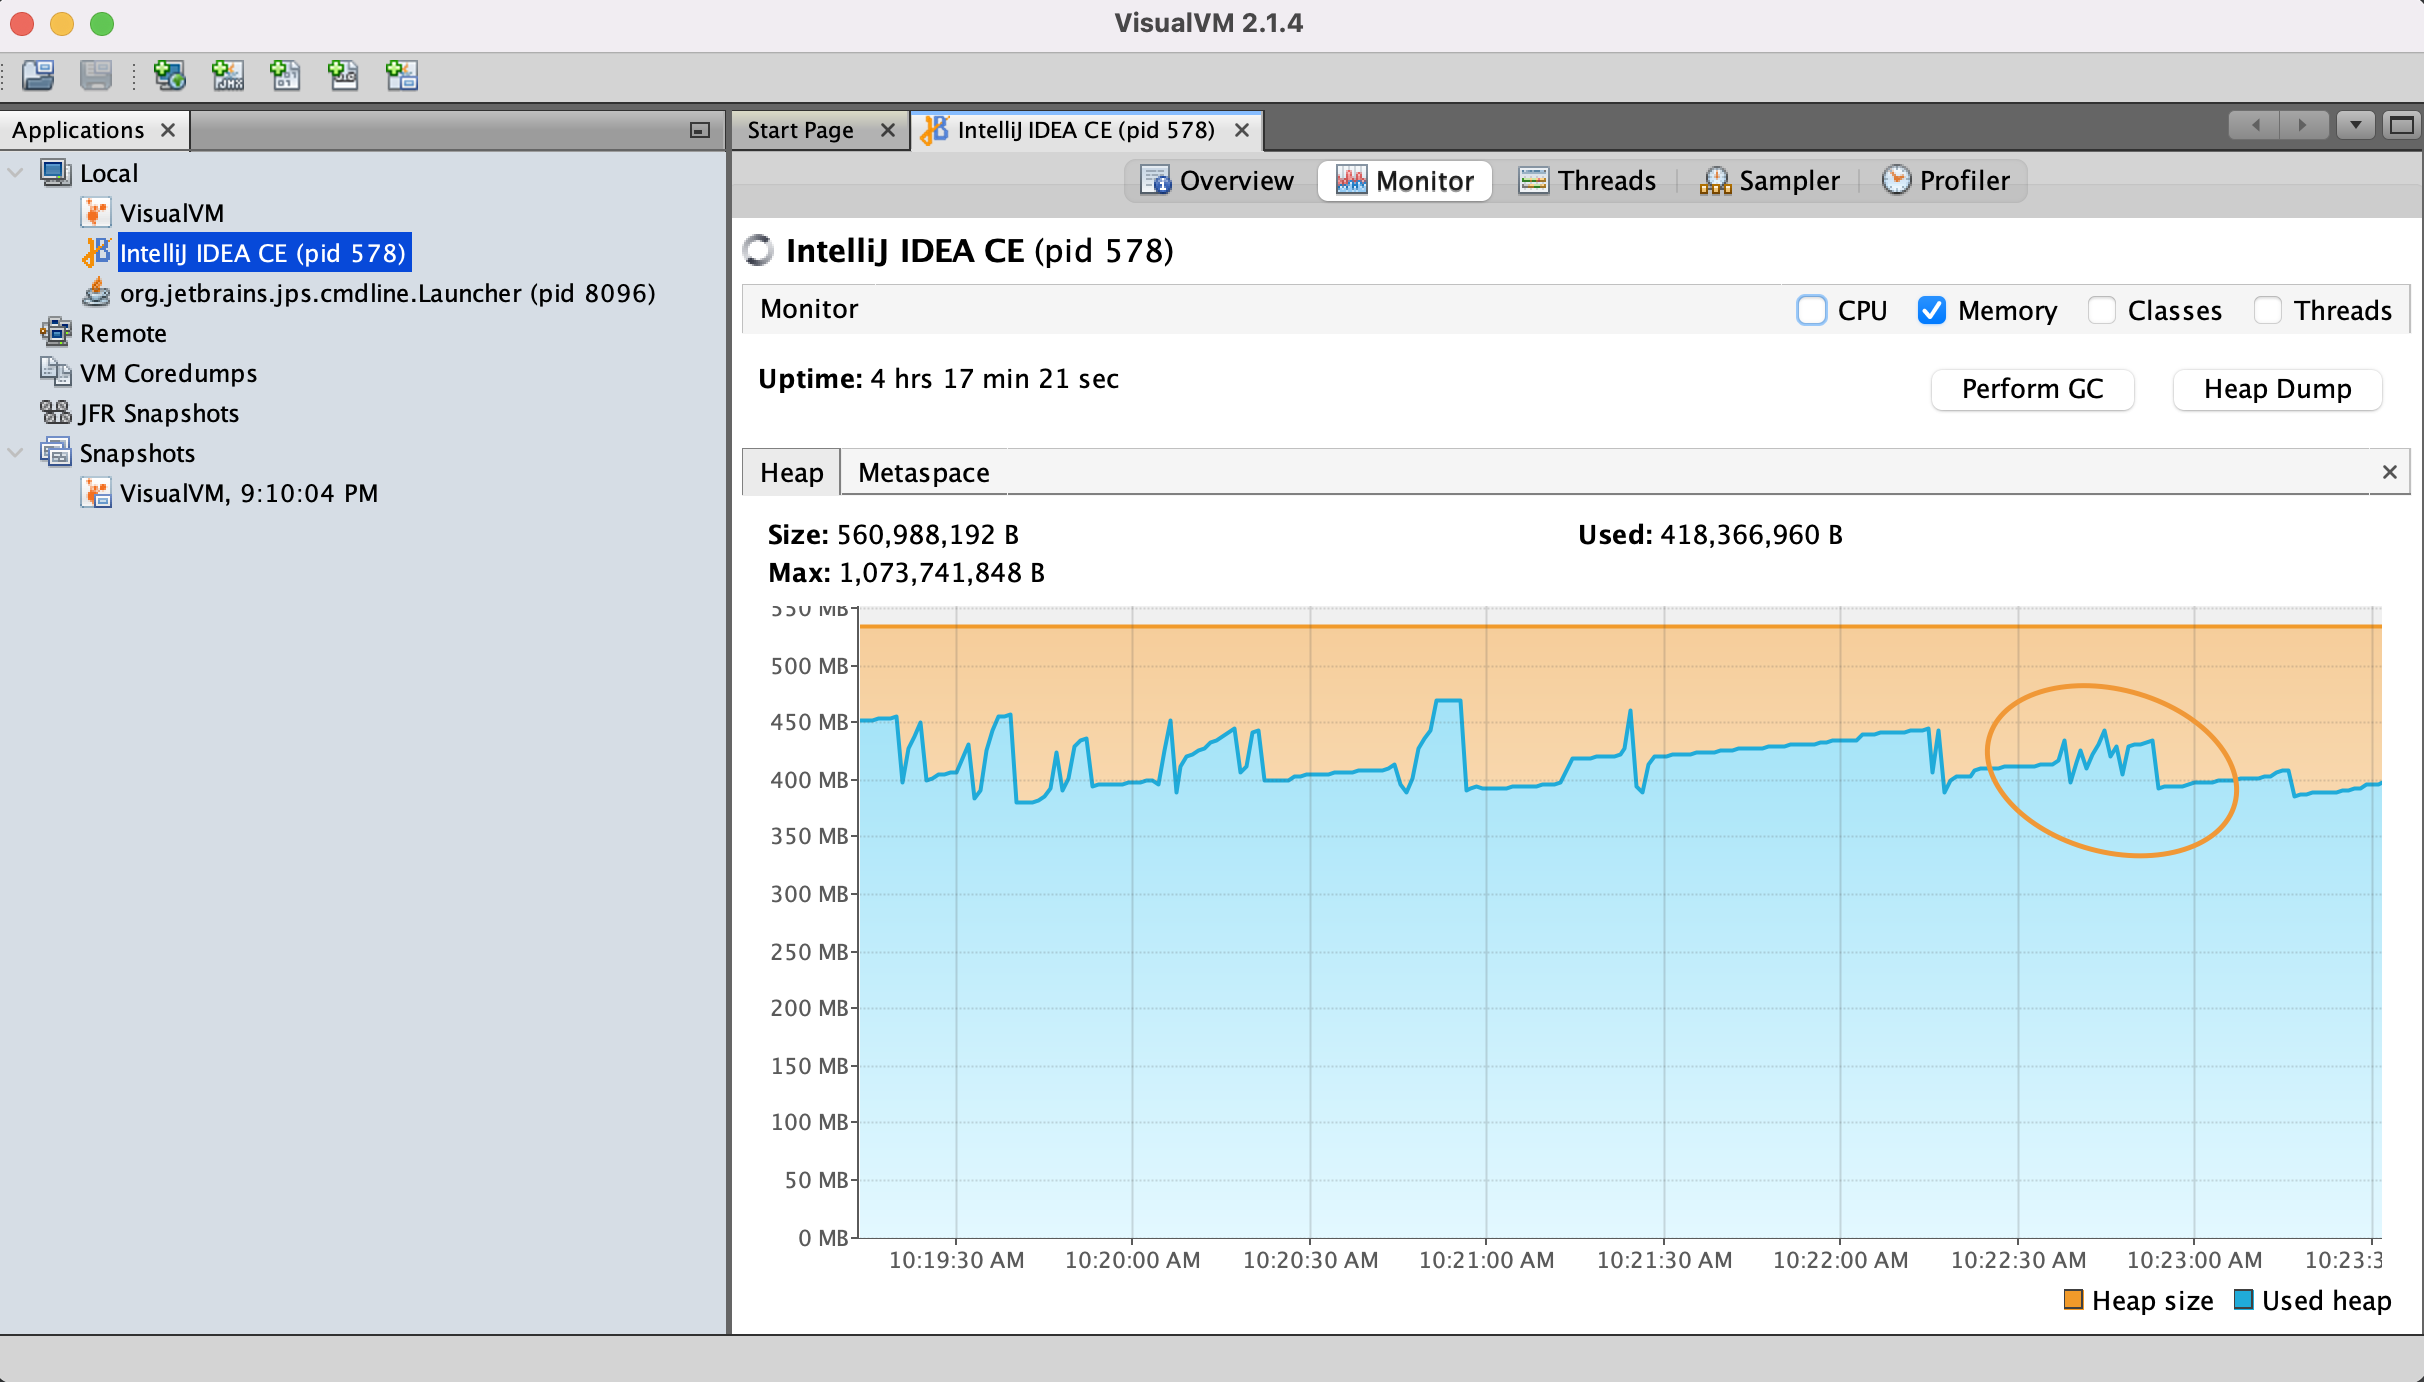 VisualVM 2.1.4
Applications
Local
VisualVM
IntelliJ IDEA CE (pid 578)
org.jetbrains.jps.cmdline.Launcher (pid 8096)
Remote
VM Coredumps
JFR Snapshots
Snapshots
VisualVM, 9:10:04 PM
Start Page IntelliJ IDEA CE (pid 578)
Overview Monitor Threads Sampler Profiler
IntelliJ IDEA CE (pid 578)
Monitor CPU Memory Classes Threads
Uptime: 4 hrs 17 min 21 sec Perform GC Heap Dump
Heap Metaspace
Size: 560,988,192 B Used: 418,366,960 B
Max: 1,073,741,848 B
550 MB
500 MB
450 MB
400 MB
350 MB
300 MB
250 MB
200 MB
150 MB
100 MB
50 MB
0 MB
10:19:30 AM 10:20:00 AM 10:20:30 AM 10:21:00 AM 10:21:30 AM 10:22:00 AM 10:22:30 AM 10:23:00 AM 10:23:3
Heap size Used heap